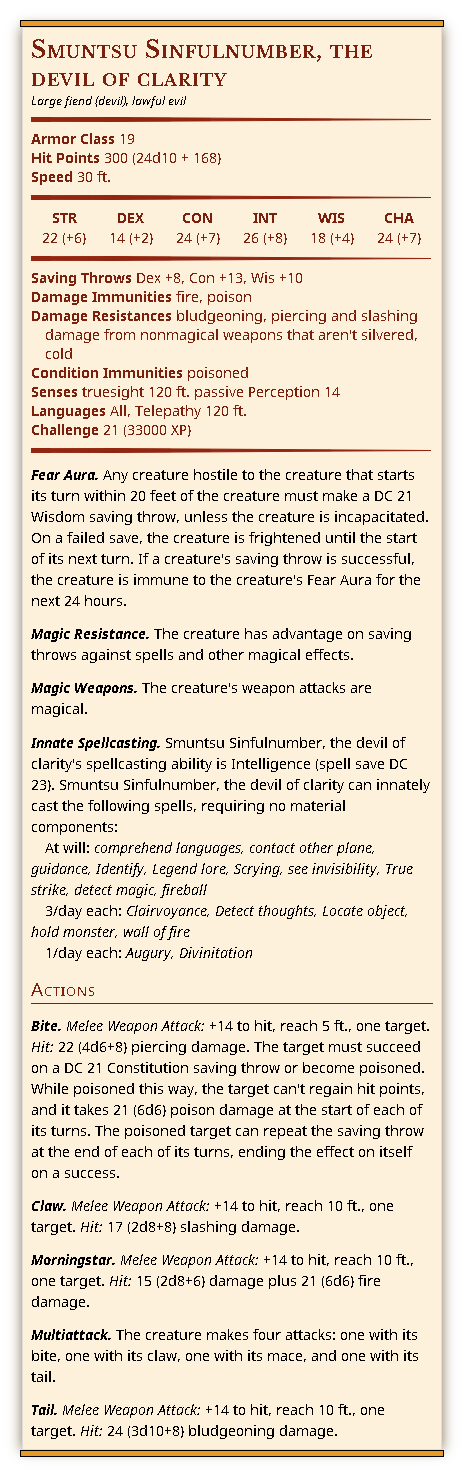 Smuntsu Sinfulnumber, the
devil of clarity
Large fiend (devil), lawful evil
Armor Class 19
Hit Points 300 (24d10 + 168)
Speed 30 ft.
STR DEX CON INT WIS CHA
22 (+6) 14 (+2) 24 (+7) 26 (+8) 18 (+4) 24 (+7)
Saving Throws Dex +8, Con +13, Wis +10
Damage Immunities fire, poison
Damage Resistances bludgeoning, piercing and slashing
damage from nonmagical weapons that aren't silvered,
cold
Condition Immunities poisoned
Senses truesight 120 ft. passive Perception 14
Languages All, Telepathy 120 ft.
Challenge 21 (33000 XP)
Fear Aura. Any creature hostile to the creature that starts
its turn within 20 feet of the creature must make a DC 21
Wisdom saving throw, unless the creature is incapacitated.
On a failed save, the creature is frightened until the start
of its next turn. If a creature's saving throw is successful,
the creature is immune to the creature's Fear Aura for the
next 24 hours.
Magic Resistance. The creature has advantage on saving
throws against spells and other magical effects.
Magic Weapons. The creature's weapon attacks are
magical.
Innate Spellcasting. Smuntsu Sinfulnumber, the devil of
clarity's spellcasting ability is Intelligence (spell save DC
23). Smuntsu Sinfulnumber, the devil of clarity can innately
cast the following spells, requiring no material
components:
At will: comprehend languages, contact other plane,
guidance, Identify, Legend lore, Scrying, see invisibility, True
strike, detect magic, fireball
3/day each: Clairvoyance, Detect thoughts, Locate object,
hold monster, wall of fire
1/day each: Augury, Divinitation
Actions
Bite. Melee Weapon Attack: +14 to hit, reach 5 ft., one target.
Hit: 22 (4d6+8) piercing damage. The target must succeed
on a DC 21 Constitution saving throw or become poisoned.
While poisoned this way, the target can't regain hit points,
and it takes 21 (6d6) poison damage at the start of each of
its turns. The poisoned target can repeat the saving throw
at the end of each of its turns, ending the effect on itself
on a success.
Claw. Melee Weapon Attack: +14 to hit, reach 10 ft., one
target. Hit: 17 (2d8+8) slashing damage.
Morningstar. Melee Weapon Attack: +14 to hit, reach 10 ft.,
one target. Hit: 15 (2d8+6) damage plus 21 (6d6) fire
damage.
Multiattack. The creature makes four attacks: one with its
bite, one with its claw, one with its mace, and one with its
tail.
Tail. Melee Weapon Attack: +14 to hit, reach 10 ft., one
target. Hit: 24 (3d10+8) bludgeoning damage.